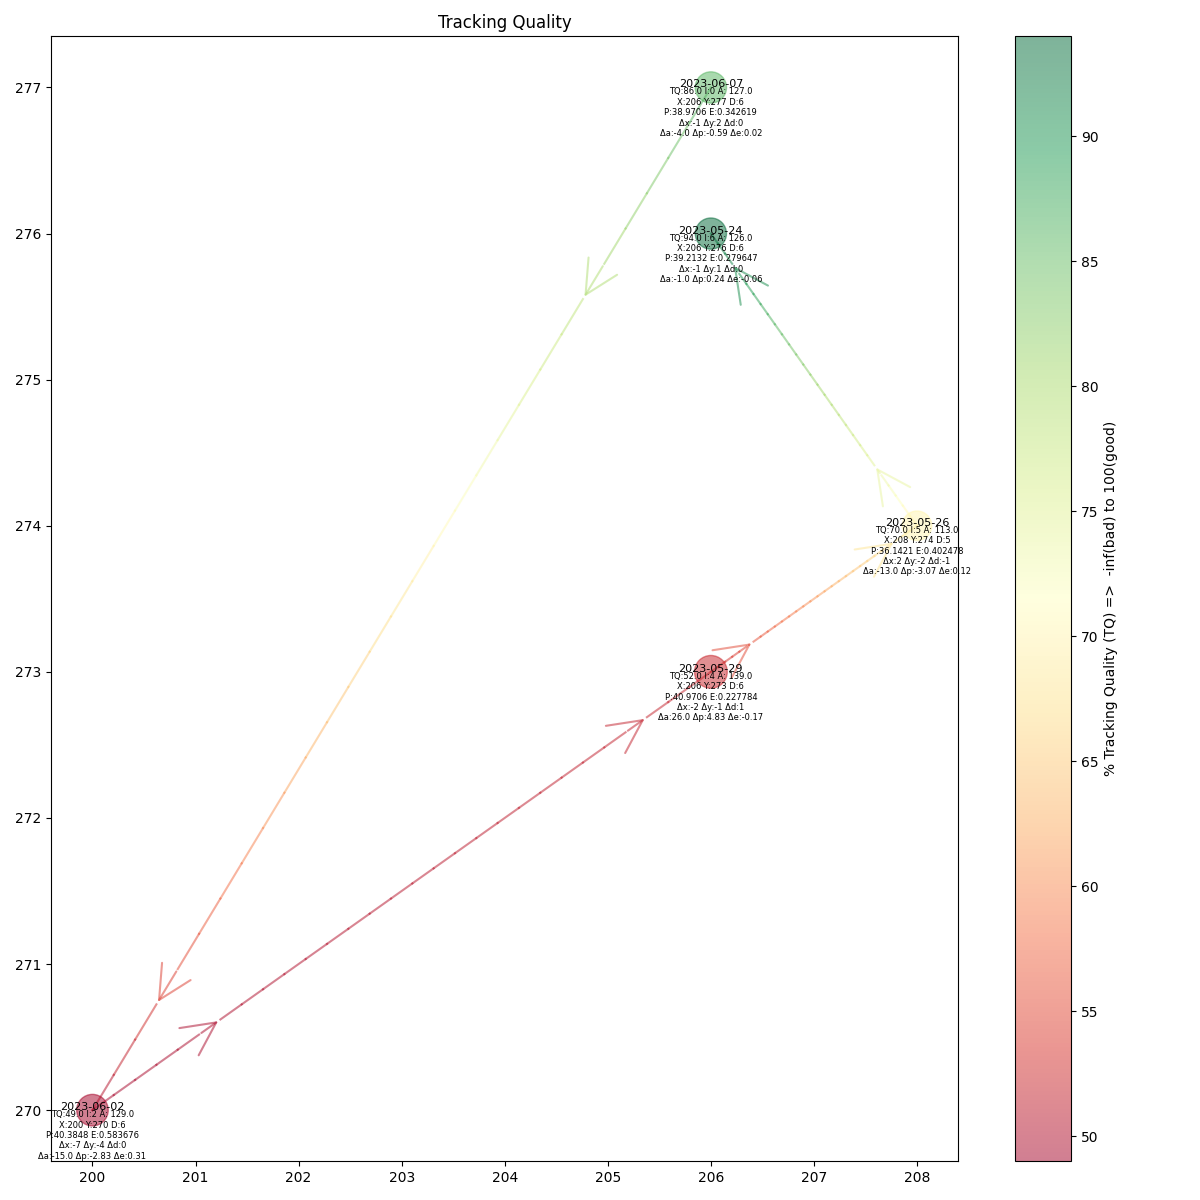 Tracking Quality
277
276
275
274
273
272
271
270
2023-06-07
TQ:86.0 I:0 A: 127.0
X:206 Y:277 D:6
P:38.9706 E:0.342619
Δx:-1 Δy:2 Δd:0
Δa:-4.0 Δp:-0.59 Δe:0.02
2023-05-24
TQ:94.0 I:6 A: 126.0
X:206 Y:276 D:6
P:39.2132 E:0.279647
Δx:-1 Δy:1 Δd:0
Δa:-1.0 Δp:0.24 Δe:-0.06
2023-05-26
TQ:70.0 I:5 A: 113.0
X:208 Y:274 D:5
P:36.1421 E:0.402478
Δx:2 Δy:-2 Δd:-1
Δa:-13.0 Δp:-3.07 Δe:0.12
2023-05-29
TQ:52.0 I:4 A: 139.0
X:206 Y:273 D:6
P:40.9706 E:0.227784
Δx:-2 Δy:-1 Δd:1
Δa:26.0 Δp:4.83 Δe:-0.17
2023-06-02
TQ:49.0 I:2 A: 129.0
X:200 Y:270 D:6
P:40.3848 E:0.583676
Δx:-7 Δy:-4 Δd:0
Δa:-15.0 Δp:-2.83 Δe:0.31
200 201 202 203 204 205 206 207 208
90
85
80
75
70
65
60
55
50
% Tracking Quality (TQ) => -inf(bad) to 100(good)